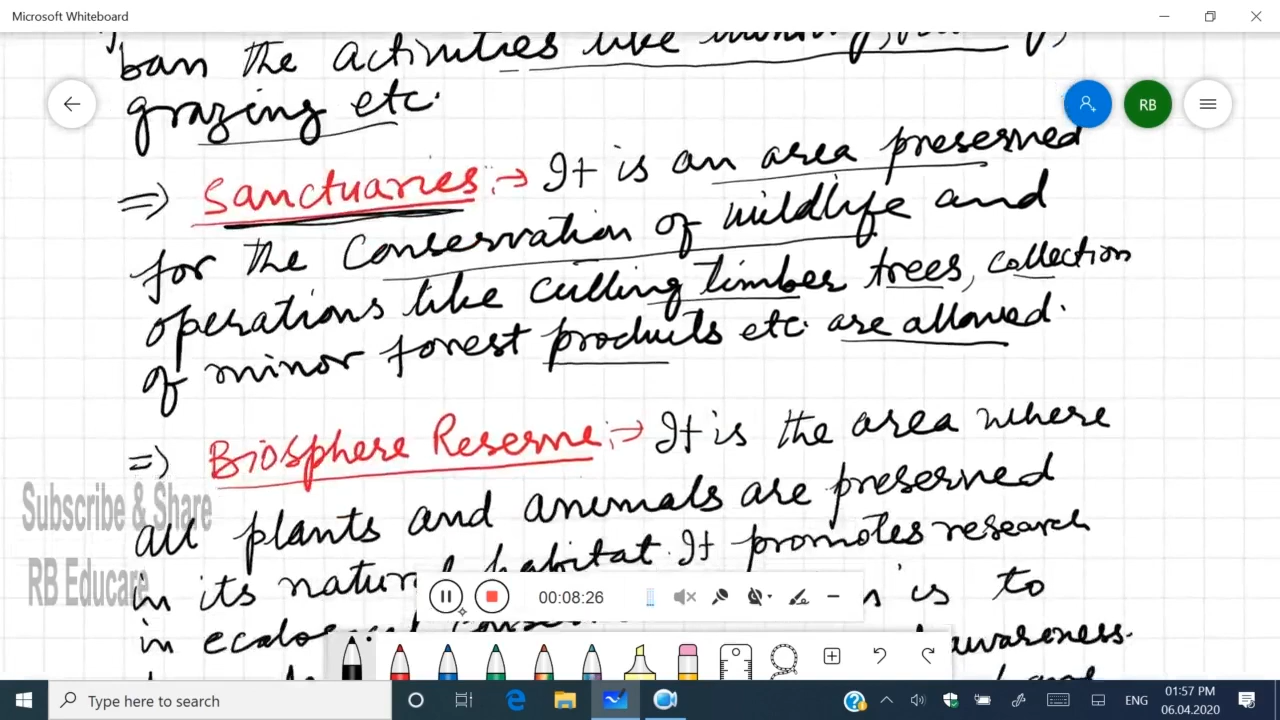 Microsoft Whiteboard
ban the activities like
grazing etc.
RB
=> Sanctuaries :-> It is an area preserved
for the conservation of wildlife and
operations like cutting timber trees, collection
of minor forest products etc. are allowed.
=> Biosphere Reserve :-> It is the area where
all plants and animals are preserved
in its natural habitat. It promotes research
in is to
awareness.
Subscribe & Share
RB Educare
00:08:26
Type here to search
ENG
01:57 PM
06.04.2020